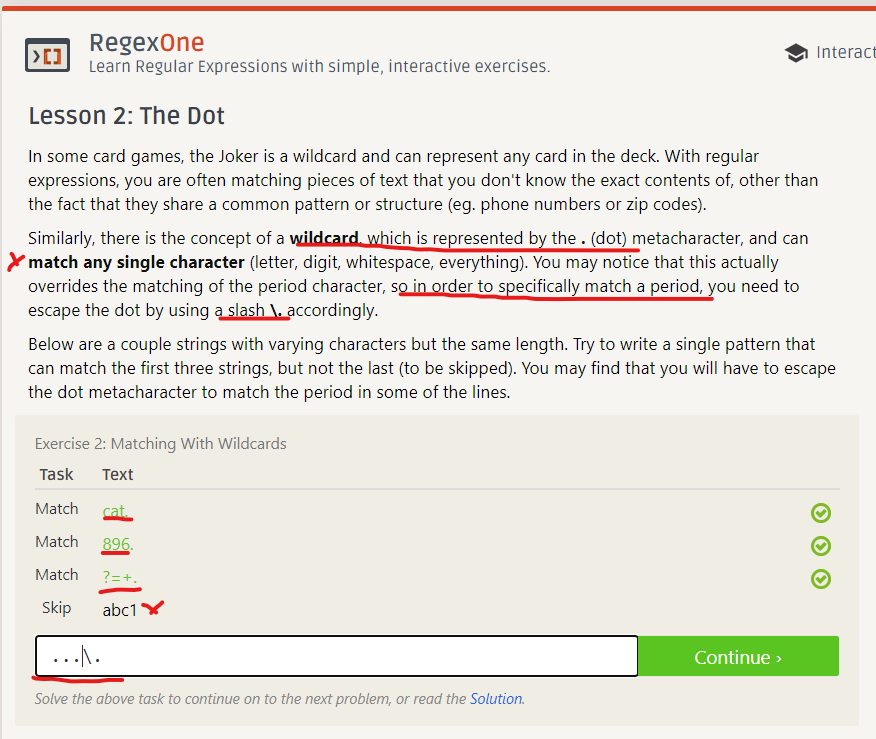 RegexOne
Learn Regular Expressions with simple, interactive exercises.
Interact
Lesson 2: The Dot
In some card games, the Joker is a wildcard and can represent any card in the deck. With regular
expressions, you are often matching pieces of text that you don't know the exact contents of, other than
the fact that they share a common pattern or structure (eg. phone numbers or zip codes).
Similarly, there is the concept of a wildcard, which is represented by the . (dot) metacharacter, and can
match any single character (letter, digit, whitespace, everything). You may notice that this actually
overrides the matching of the period character, so in order to specifically match a period, you need to
escape the dot by using a slash \. accordingly.
Below are a couple strings with varying characters but the same length. Try to write a single pattern that
can match the first three strings, but not the last (to be skipped). You may find that you will have to escape
the dot metacharacter to match the period in some of the lines.
Exercise 2: Matching With Wildcards
Task Text
Match cat.
Match 896.
Match ?=+.
Skip abc1
...\.
Continue ›
Solve the above task to continue on to the next problem, or read the Solution.